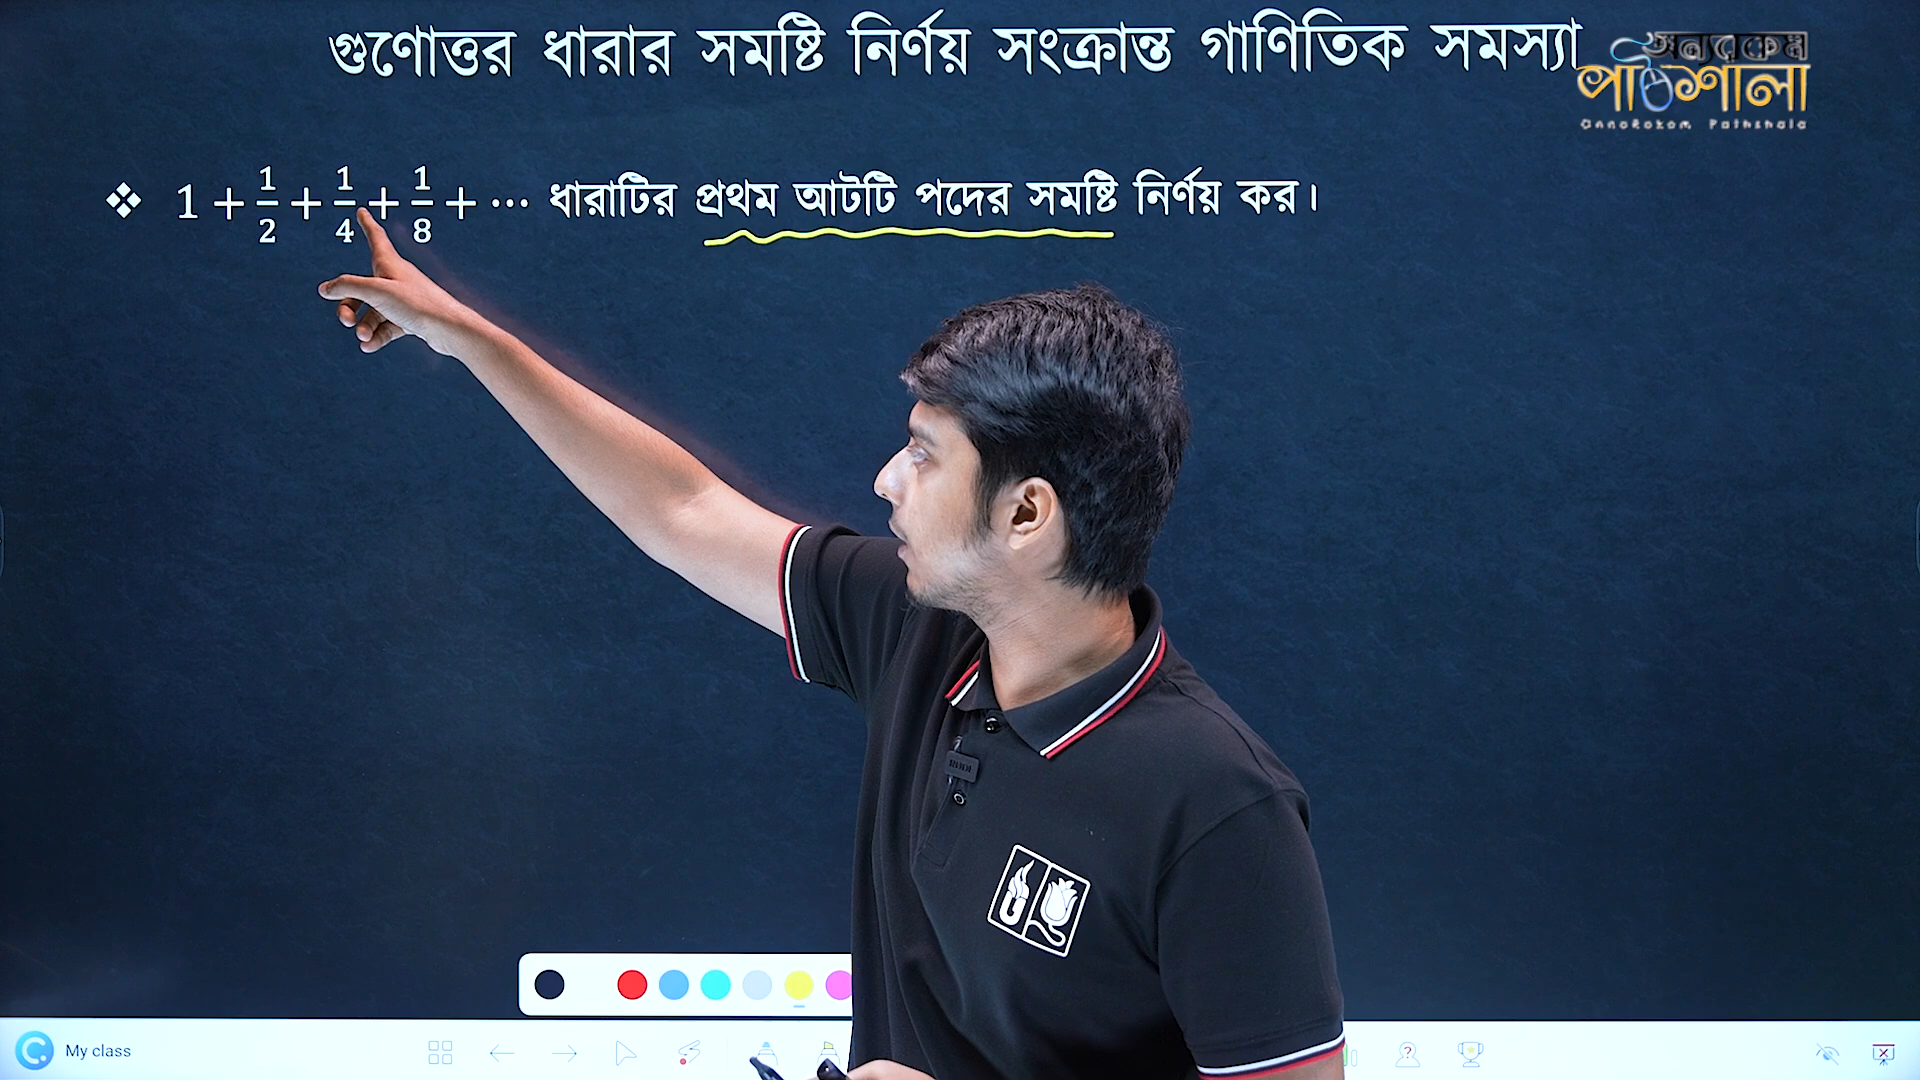 গুণোত্তর ধারার সমষ্টি নির্ণয় সংক্রান্ত গাণিতিক সমস্যা
অন্যরকম
পাঠশালা
OnnoRokom Pathshala
❖ 1 + 1/2 + 1/4 + 1/8 + ··· ধারাটির প্রথম আটটি পদের সমষ্টি নির্ণয় কর।
My class